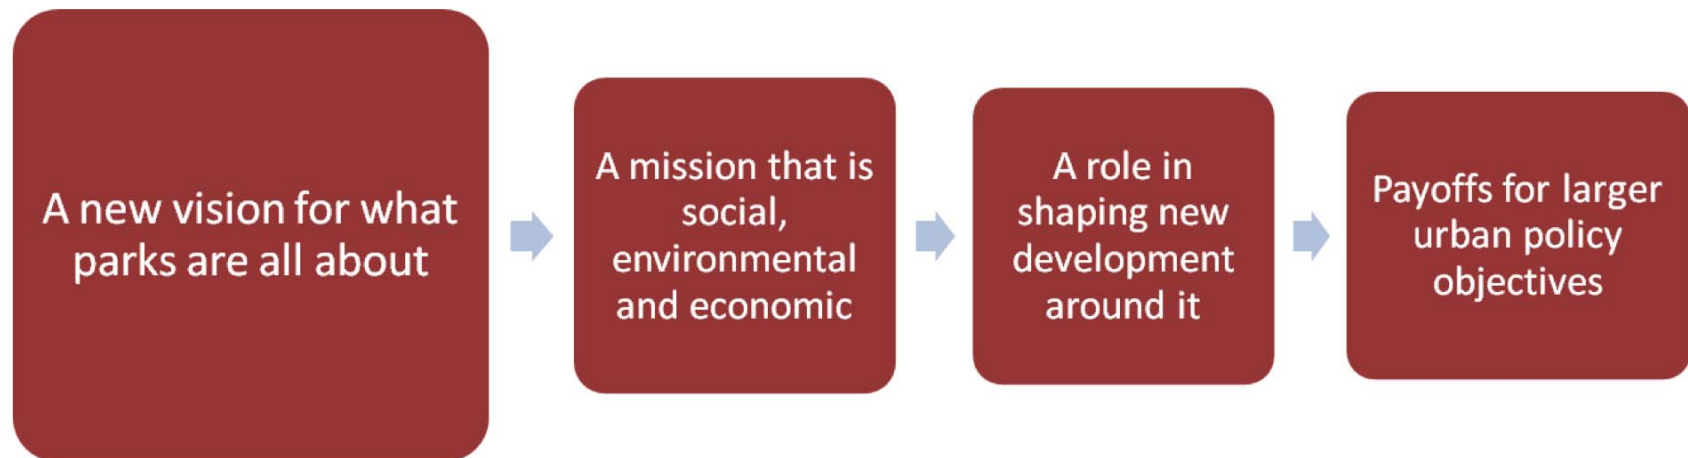 A new vision for what
parks are all about
A mission that is
social,
environmental
and economic
A role in
shaping new
development
around it
Payoffs for larger
urban policy
objectives